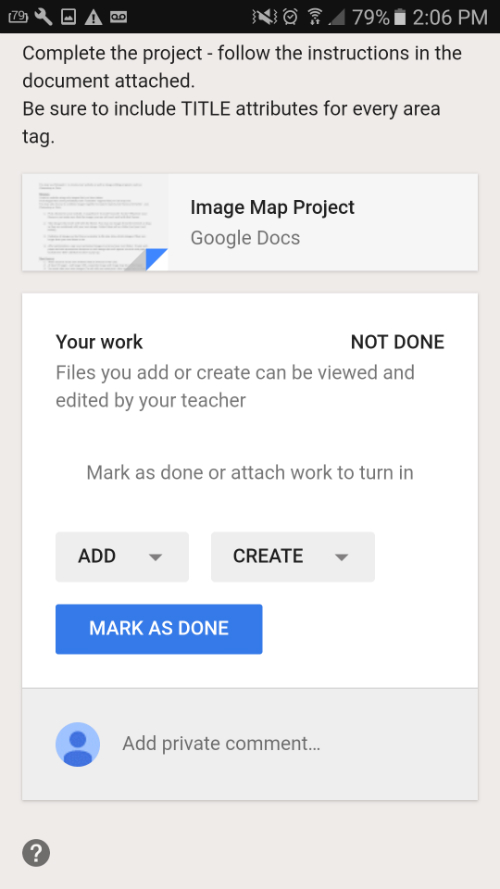 79 79% 2:06 PM
Complete the project - follow the instructions in the
document attached.
Be sure to include TITLE attributes for every area
tag.
Image Map Project
Google Docs
Your work NOT DONE
Files you add or create can be viewed and
edited by your teacher
Mark as done or attach work to turn in
ADD CREATE
MARK AS DONE
Add private comment...
?